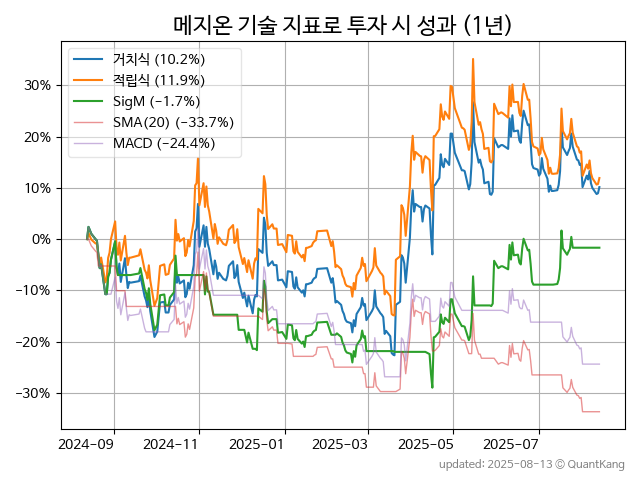 메지온 기술 지표로 투자 시 성과 (1년)
거치식 (10.2%)
적립식 (11.9%)
SigM (−1.7%)
SMA(20) (−33.7%)
MACD (−24.4%)
30%
20%
10%
0%
−10%
−20%
−30%
2024-09 2024-11 2025-01 2025-03 2025-05 2025-07
updated: 2025-08-13 ⓒ QuantKang